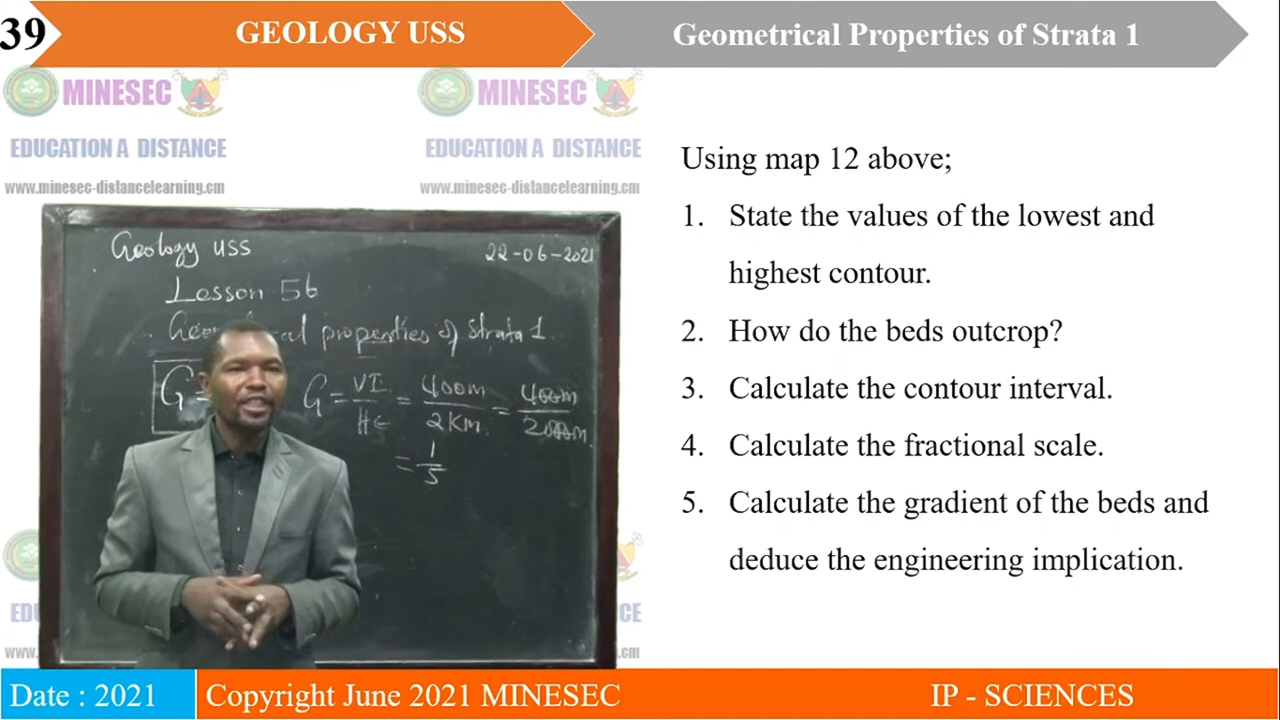 39
GEOLOGY USS
Geometrical Properties of Strata 1
MINESEC
MINESEC
EDUCATION A DISTANCE
EDUCATION A DISTANCE
www.minesec-distancelearning.cm
www.minesec-distancelearning.cm
Geology USS
22-06-2021
Lesson 56
properties of Strata 1
G=
G = VI/HE = 400m/2Km = 400m/2000m
= 1/5
Using map 12 above;
1. State the values of the lowest and
highest contour.
2. How do the beds outcrop?
3. Calculate the contour interval.
4. Calculate the fractional scale.
5. Calculate the gradient of the beds and
deduce the engineering implication.
Date : 2021
Copyright June 2021 MINESEC
IP - SCIENCES